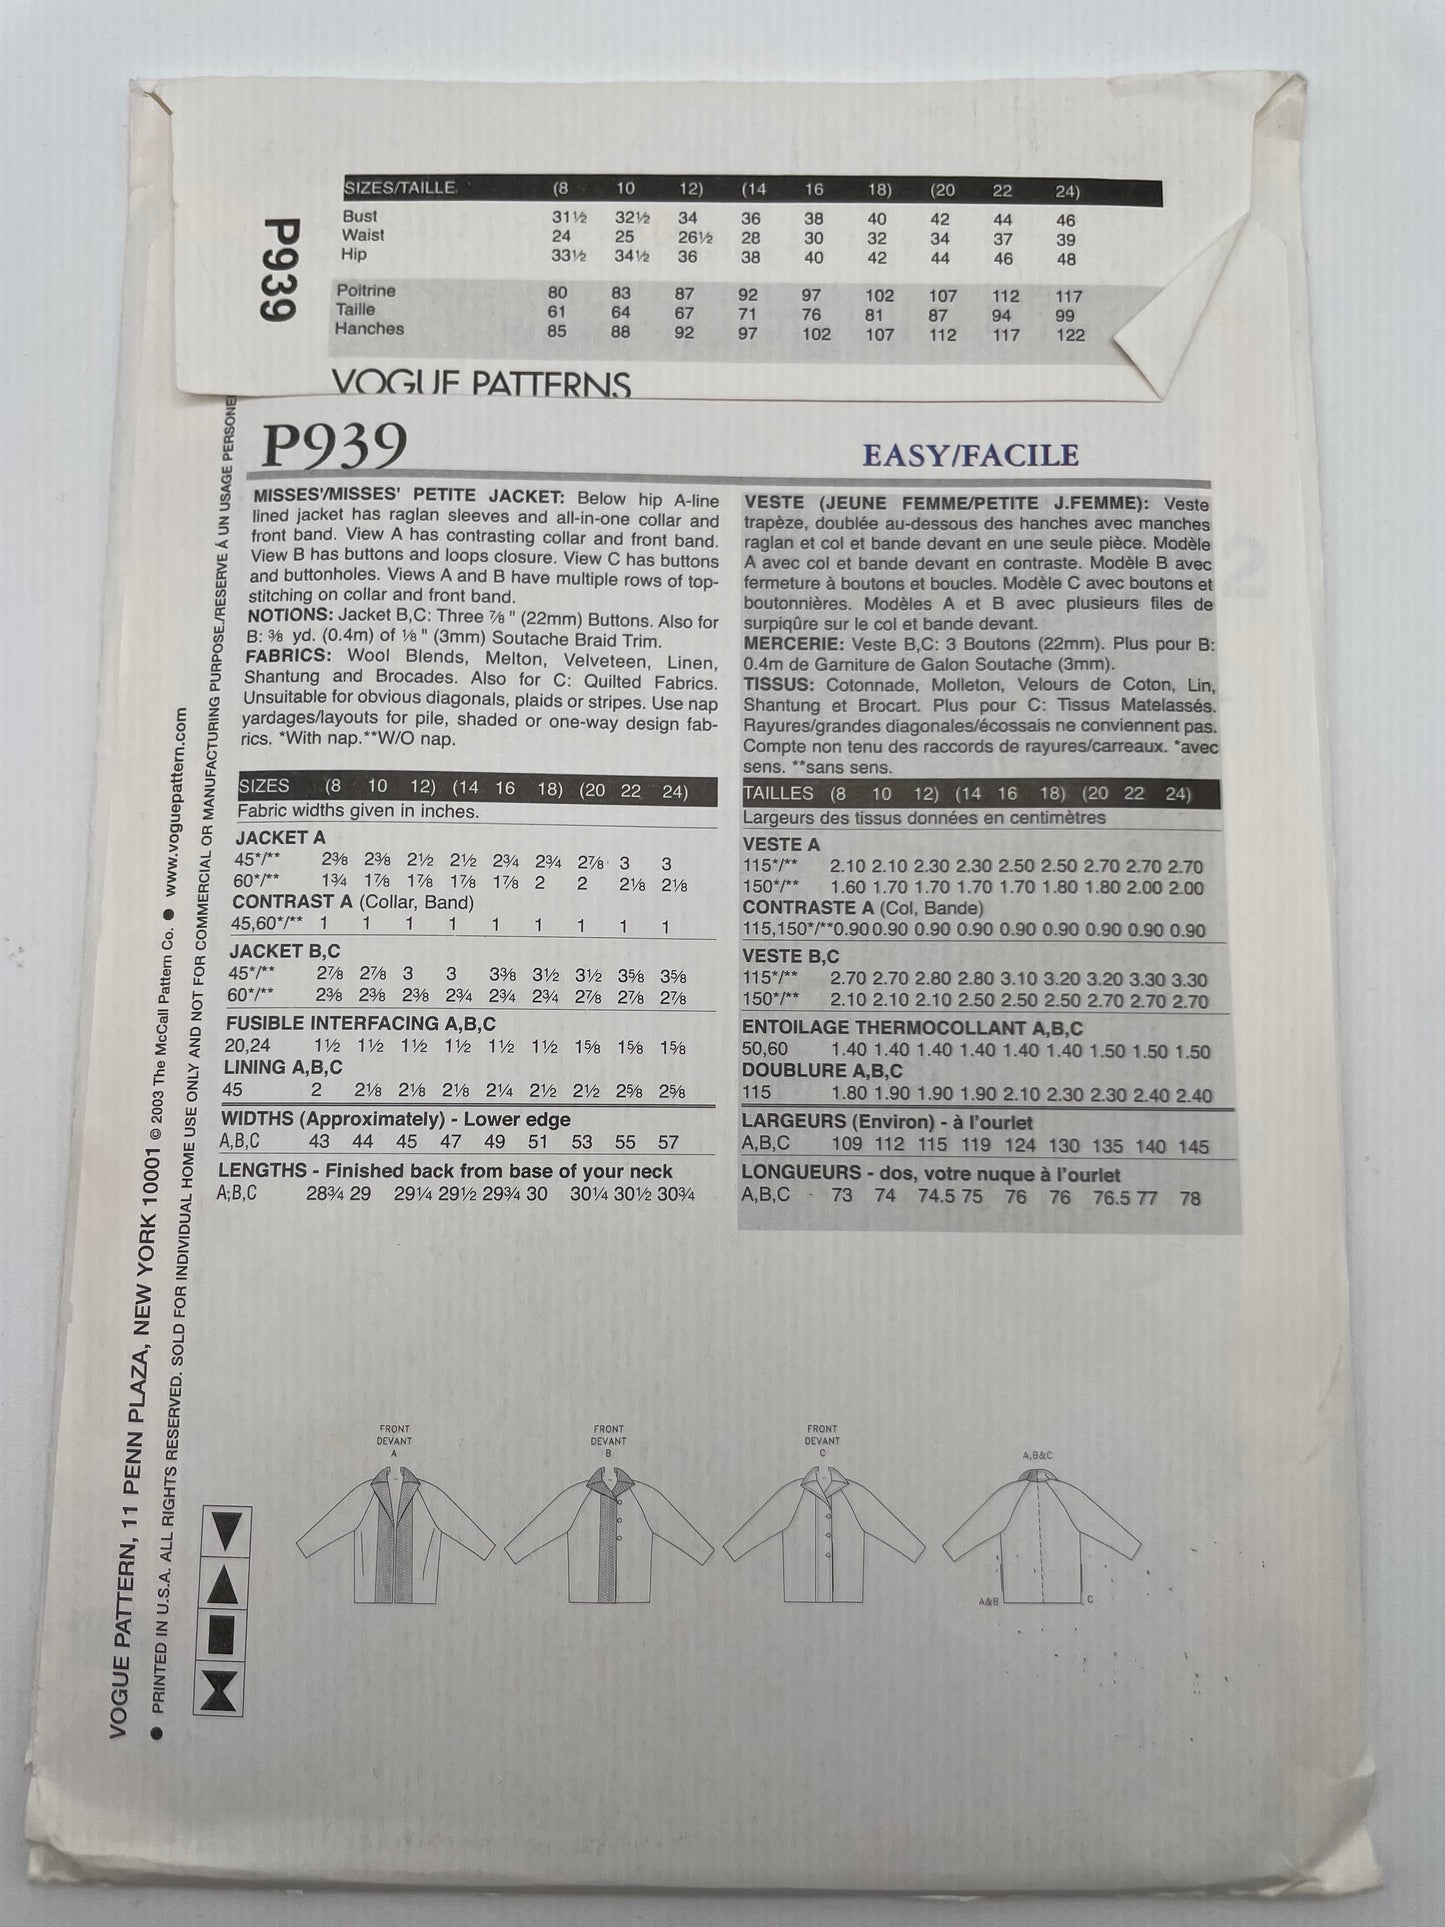 SIZES/TAILLE (8 10 12) (14 16 18) (20 22 24)
Bust 31½ 32½ 34 36 38 40 42 44 46
Waist 24 25 26½ 28 30 32 34 37 39
Hip 33½ 34½ 36 38 40 42 44 46 48
Poitrine 80 83 87 92 97 102 107 112 117
Taille 61 64 67 71 76 81 87 94 99
Hanches 85 88 92 97 102 107 112 117 122
P939
VOGUE PATTERNS
P939
EASY/FACILE
MISSES'/MISSES' PETITE JACKET: Below hip A-line
lined jacket has raglan sleeves and all-in-one collar and
front band. View A has contrasting collar and front band.
View B has buttons and loops closure. View C has buttons
and buttonholes. Views A and B have multiple rows of top-
stitching on collar and front band.
NOTIONS: Jacket B,C: Three ⅞ " (22mm) Buttons. Also for
B: ⅜ yd. (0.4m) of ⅛ " (3mm) Soutache Braid Trim.
FABRICS: Wool Blends, Melton, Velveteen, Linen,
Shantung and Brocades. Also for C: Quilted Fabrics.
Unsuitable for obvious diagonals, plaids or stripes. Use nap
yardages/layouts for pile, shaded or one-way design fab-
rics. *With nap.**W/O nap.
SIZES (8 10 12) (14 16 18) (20 22 24)
Fabric widths given in inches.
JACKET A
45*/** 2⅜ 2⅜ 2½ 2½ 2¾ 2¾ 2⅞ 3 3
60*/** 1¾ 1⅞ 1⅞ 1⅞ 1⅞ 2 2 2⅛ 2⅛
CONTRAST A (Collar, Band)
45,60*/** 1 1 1 1 1 1 1 1 1
JACKET B,C
45*/** 2⅞ 2⅞ 3 3 3⅜ 3½ 3½ 3⅝ 3⅝
60*/** 2⅜ 2⅜ 2⅜ 2¾ 2¾ 2¾ 2⅞ 2⅞ 2⅞
FUSIBLE INTERFACING A,B,C
20,24 1½ 1½ 1½ 1½ 1½ 1½ 1⅝ 1⅝ 1⅝
LINING A,B,C
45 2 2⅛ 2⅛ 2⅛ 2¼ 2½ 2½ 2⅝ 2⅝
WIDTHS (Approximately) - Lower edge
A,B,C 43 44 45 47 49 51 53 55 57
LENGTHS - Finished back from base of your neck
A;B,C 28¾ 29 29¼ 29½ 29¾ 30 30¼ 30½ 30¾
VESTE (JEUNE FEMME/PETITE J.FEMME): Veste
trapèze, doublée au-dessous des hanches avec manches
raglan et col et bande devant en une seule pièce. Modèle
A avec col et bande devant en contraste. Modèle B avec
fermeture à boutons et boucles. Modèle C avec boutons et
boutonnières. Modèles A et B avec plusieurs files de
surpiqûre sur le col et bande devant.
MERCERIE: Veste B,C: 3 Boutons (22mm). Plus pour B:
0.4m de Garniture de Galon Soutache (3mm).
TISSUS: Cotonnade, Molleton, Velours de Coton, Lin,
Shantung et Brocart. Plus pour C: Tissus Matelassés.
Rayures/grandes diagonales/écossais ne conviennent pas.
Compte non tenu des raccords de rayures/carreaux. *avec
sens. **sans sens.
TAILLES (8 10 12) (14 16 18) (20 22 24)
Largeurs des tissus données en centimètres
VESTE A
115*/** 2.10 2.10 2.30 2.30 2.50 2.50 2.70 2.70 2.70
150*/** 1.60 1.70 1.70 1.70 1.70 1.80 1.80 2.00 2.00
CONTRASTE A (Col, Bande)
115,150*/**0.90 0.90 0.90 0.90 0.90 0.90 0.90 0.90 0.90
VESTE B,C
115*/** 2.70 2.70 2.80 2.80 3.10 3.20 3.20 3.30 3.30
150*/** 2.10 2.10 2.10 2.50 2.50 2.50 2.70 2.70 2.70
ENTOILAGE THERMOCOLLANT A,B,C
50,60 1.40 1.40 1.40 1.40 1.40 1.40 1.50 1.50 1.50
DOUBLURE A,B,C
115 1.80 1.90 1.90 1.90 2.10 2.30 2.30 2.40 2.40
LARGEURS (Environ) - à l'ourlet
A,B,C 109 112 115 119 124 130 135 140 145
LONGUEURS - dos, votre nuque à l'ourlet
A,B,C 73 74 74.5 75 76 76 76.5 77 78
FRONT
DEVANT
A
FRONT
DEVANT
B
FRONT
DEVANT
C
A,B&C
A&B
C
VOGUE PATTERN, 11 PENN PLAZA, NEW YORK 10001 © 2003 The McCall Pattern Co. ● www.voguepattern.com
● PRINTED IN U.S.A. ALL RIGHTS RESERVED. SOLD FOR INDIVIDUAL HOME USE ONLY AND NOT FOR COMMERCIAL OR MANUFACTURING PURPOSE./RESERVE À UN USAGE PERSONE